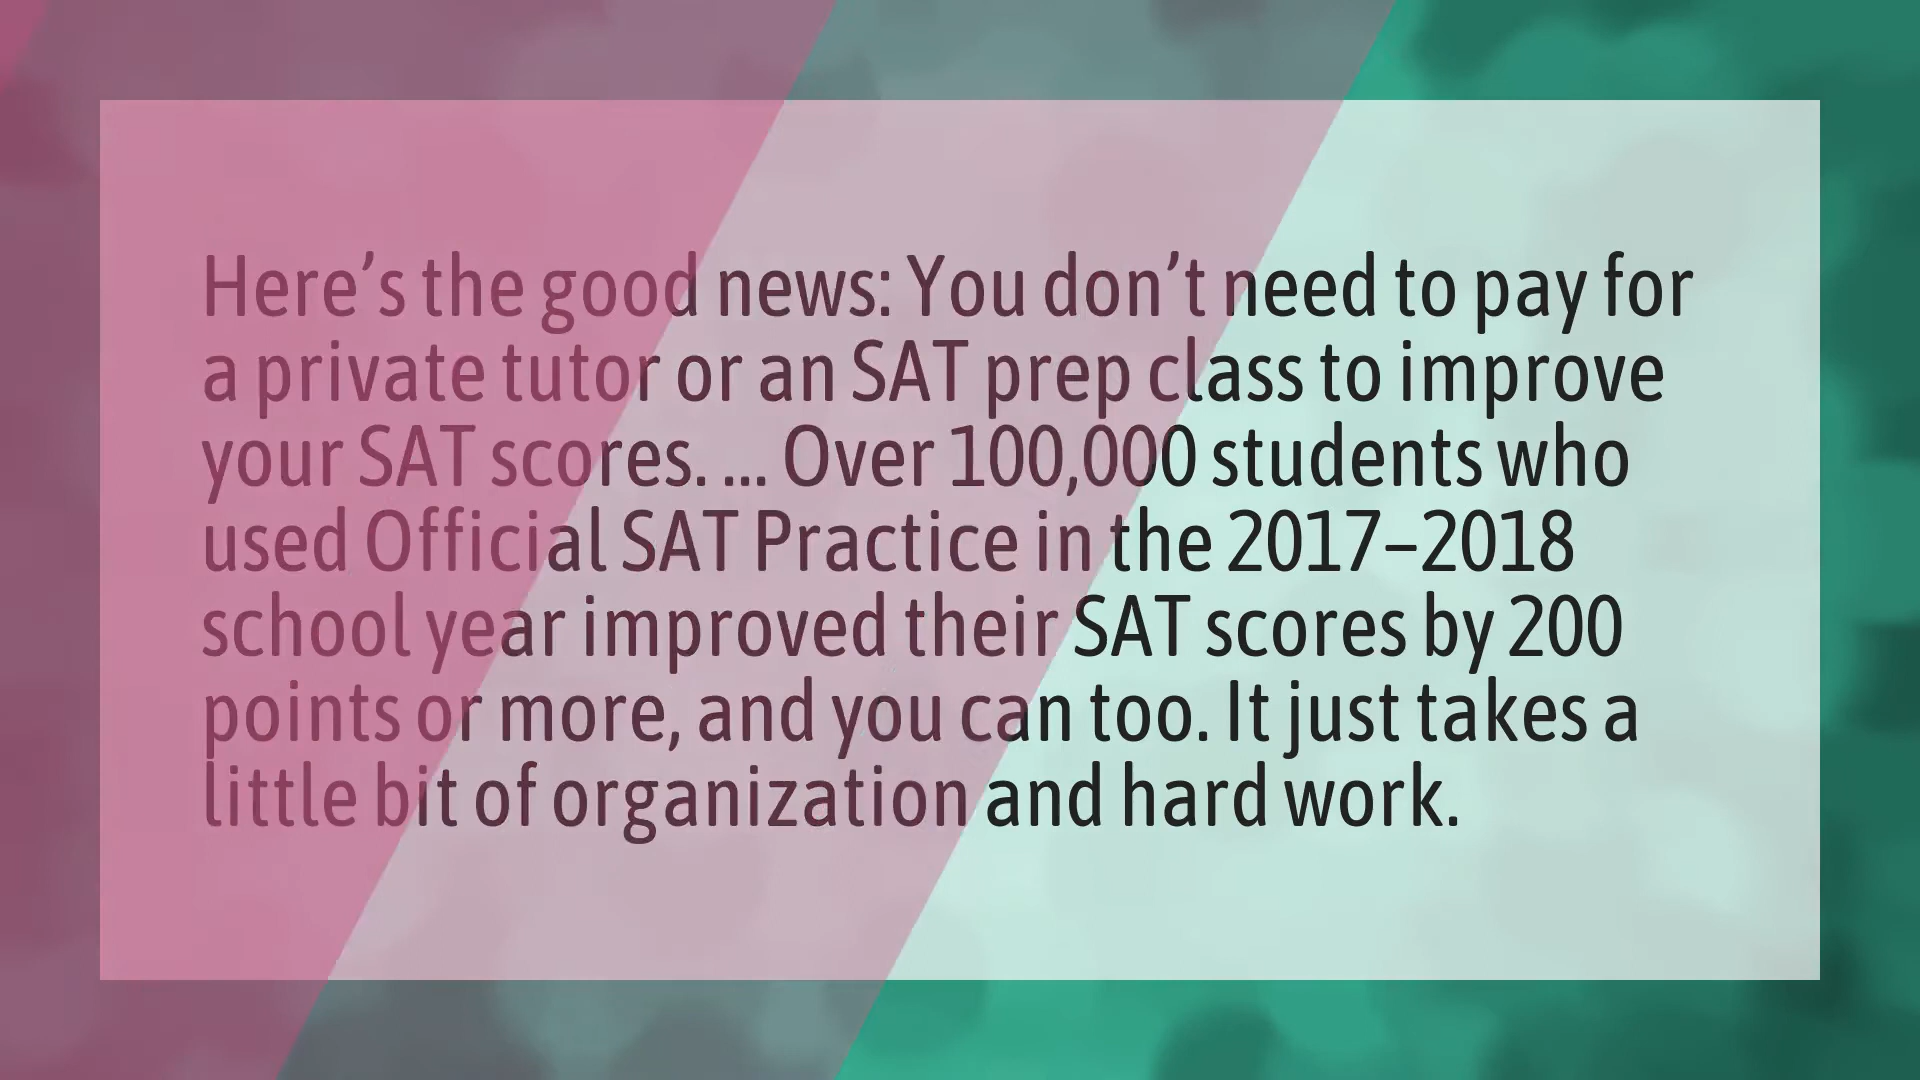 Here’s the good news: You don’t need to pay for
a private tutor or an SAT prep class to improve
your SAT scores. ... Over 100,000 students who
used Official SAT Practice in the 2017–2018
school year improved their SAT scores by 200
points or more, and you can too. It just takes a
little bit of organization and hard work.